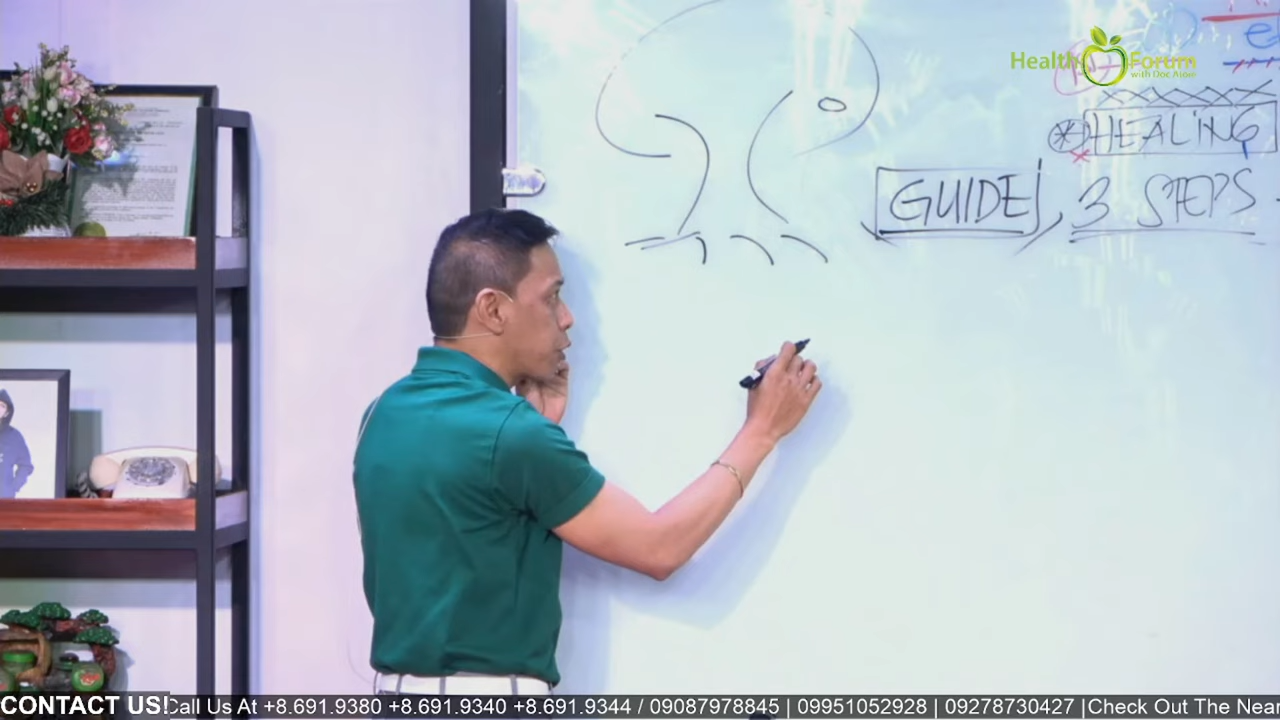 Health Forum
with Doc Atoie
HEALING
GUIDE
3 STEPS
CONTACT US! Call Us At +8.691.9380 +8.691.9340 +8.691.9344 / 09087978845 | 09951052928 | 09278730427 |Check Out The Near